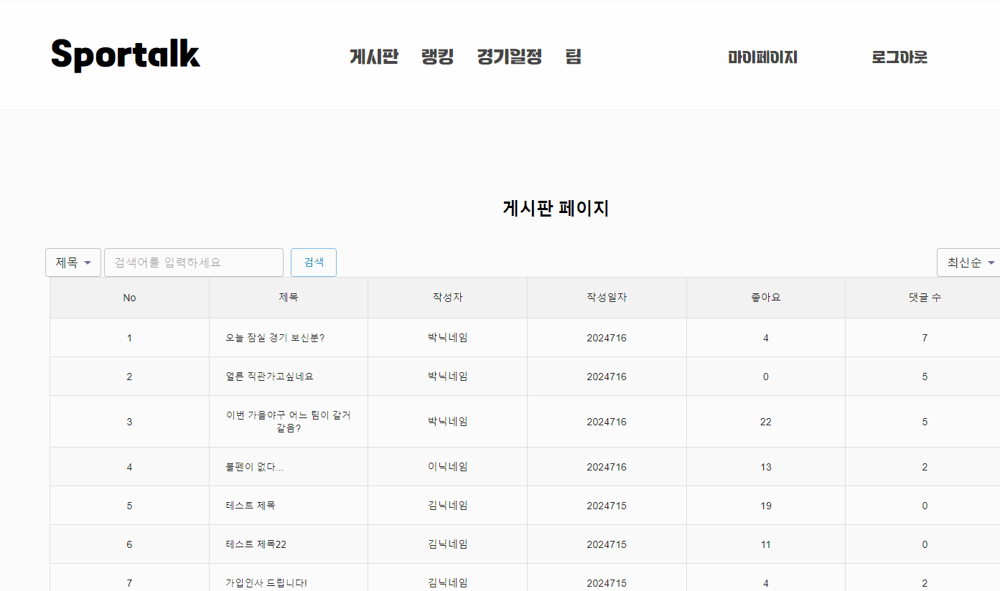 Sportalk 게시판 랭킹 경기일정 팀 마이페이지 로그아웃
게시판 페이지
제목 검색어를 입력하세요 검색 최신순
No 제목 작성자 작성일자 좋아요 댓글 수
1 오늘 잠실 경기 보신분? 박닉네임 2024716 4 7
2 얼른 직관가고싶네요 박닉네임 2024716 0 5
3 이번 가을야구 어느 팀이 갈거 박닉네임 2024716 22 5
같음?
4 불펜이 없다... 이닉네임 2024716 13 2
5 테스트 제목 김닉네임 2024715 19 0
6 테스트 제목22 김닉네임 2024715 11 0
7 가입인사 드립니다! 김닉네임 2024715 4 2